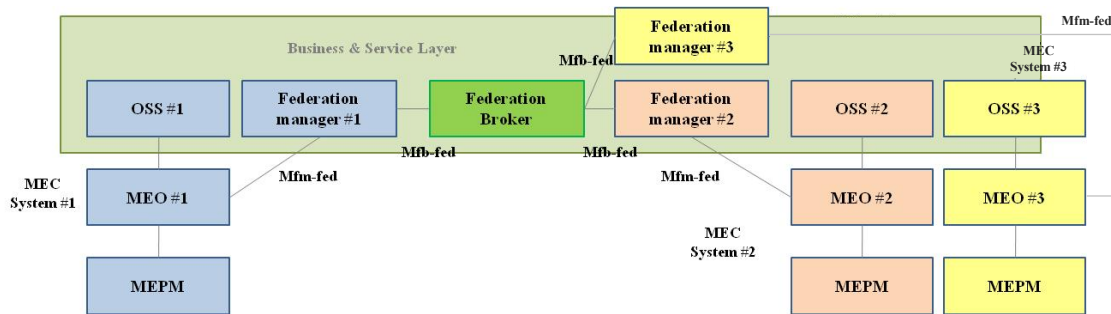 Federation
manager #3
Mfm-fed
Business & Service Layer
Mfb-fed
MEC
System #3
OSS #1
Federation
manager #1
Federation
Broker
Federation
manager #2
OSS #2
OSS #3
Mfb-fed
Mfb-fed
Mfm-fed
Mfm-fed
MEC
System #1
MEO #1
MEO #2
MEO #3
MEC
System #2
MEPM
MEPM
MEPM